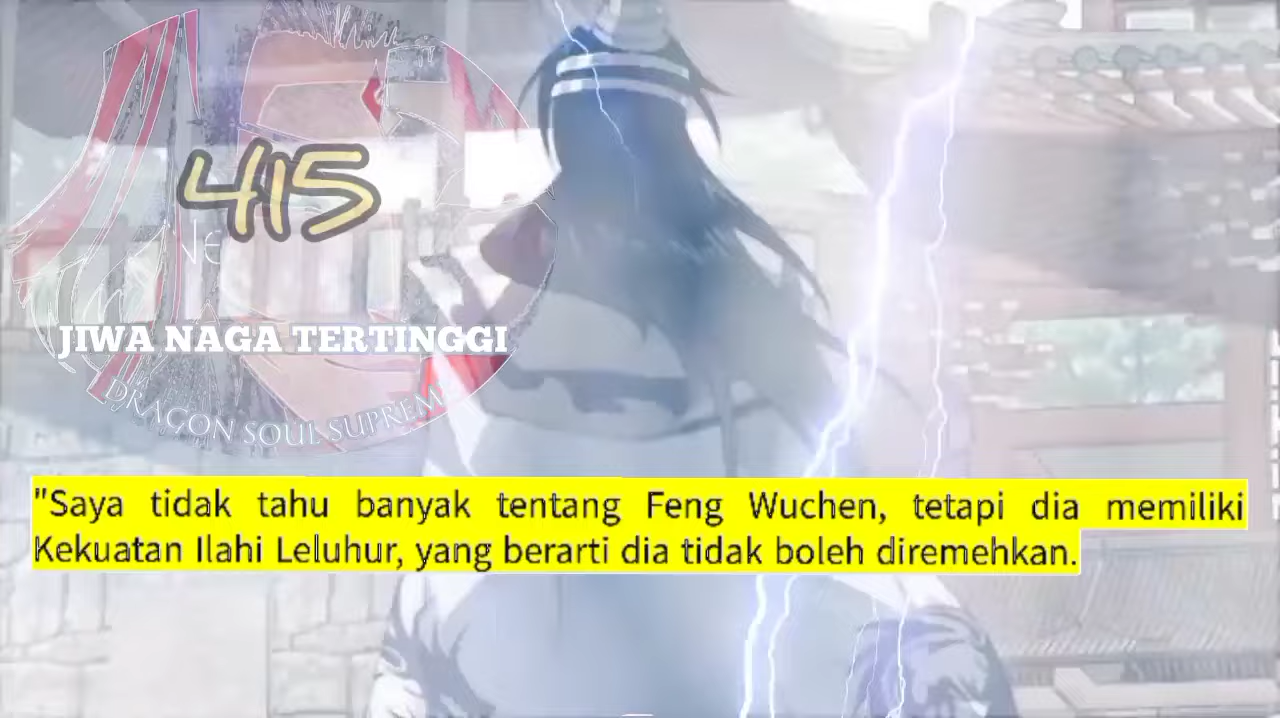 415
NE
JIWA NAGA TERTINGGI
DRAGON SOUL SUPREME
"Saya tidak tahu banyak tentang Feng Wuchen, tetapi dia memiliki
Kekuatan Ilahi Leluhur, yang berarti dia tidak boleh diremehkan.